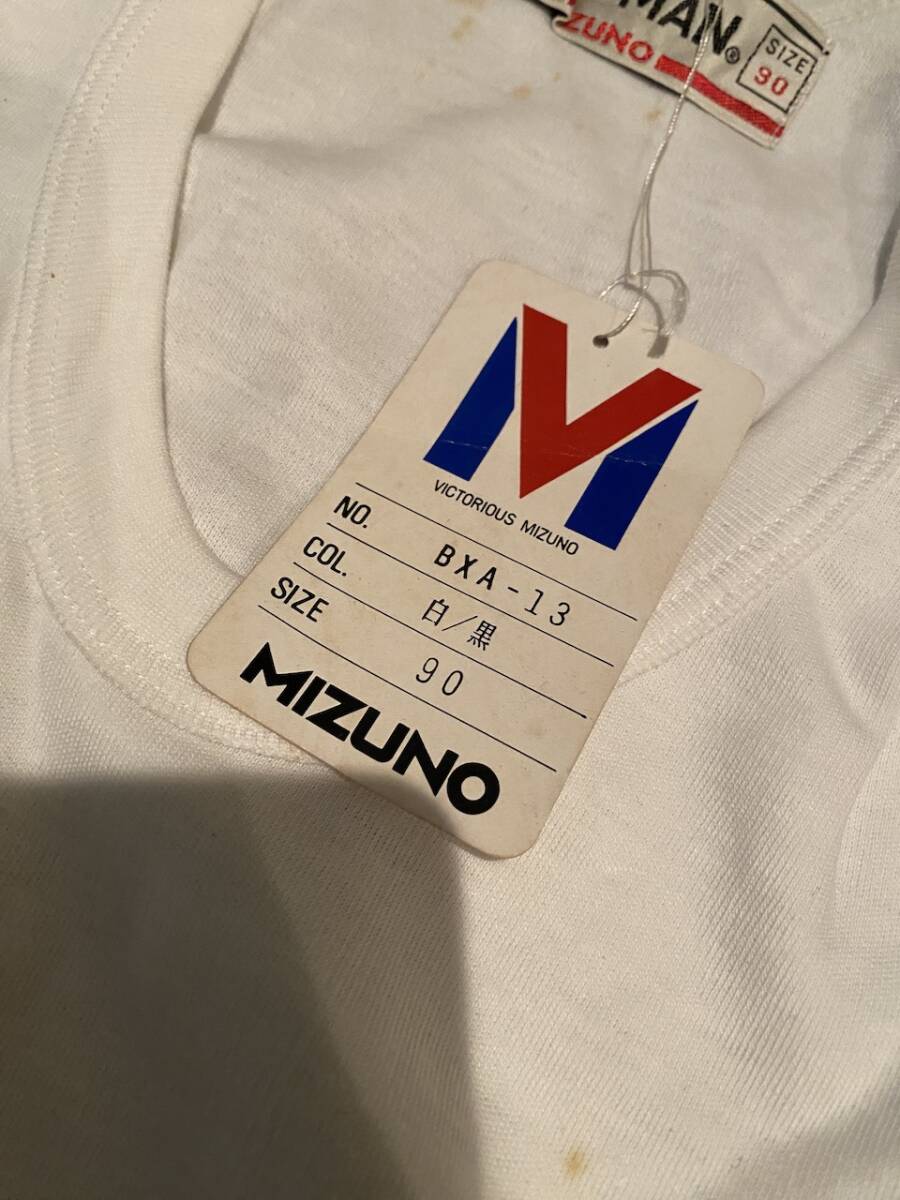 MAN®
ZUNO
SIZE
90
VICTORIOUS MIZUNO
NO. BXA-13
COL. 白/黒
SIZE 90
MIZUNO